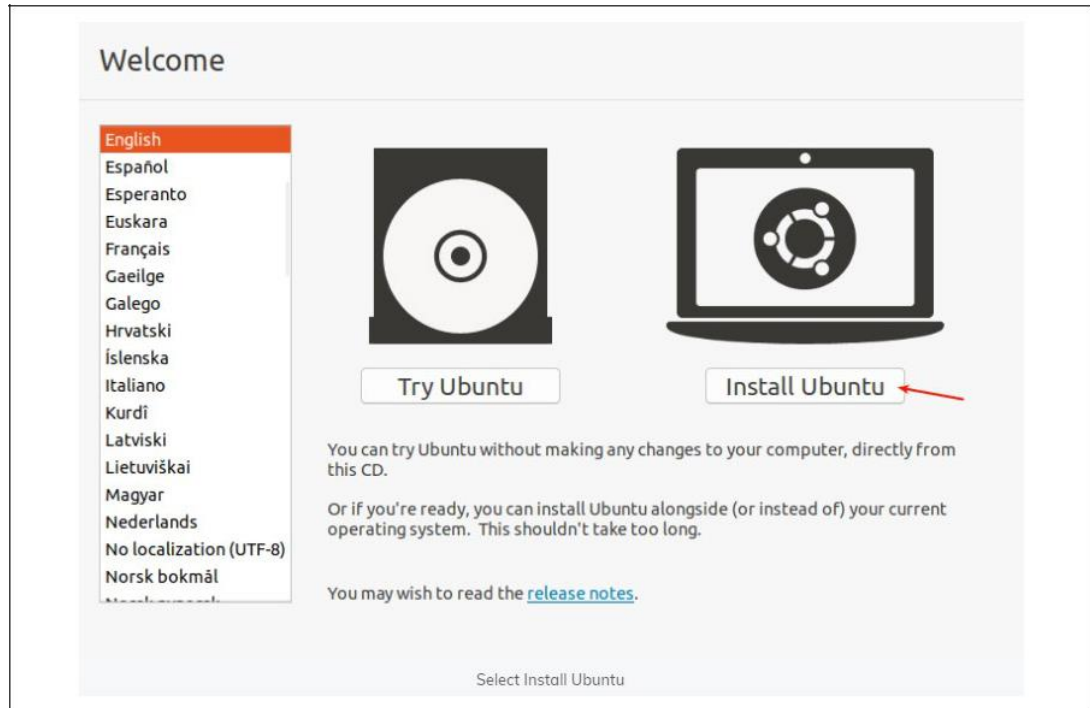 Welcome
English
Español
Esperanto
Euskara
Français
Gaeilge
Galego
Hrvatski
Íslenska
Italiano
Kurdî
Latviski
Lietuviškai
Magyar
Nederlands
No localization (UTF-8)
Norsk bokmål
Try Ubuntu
Install Ubuntu
You can try Ubuntu without making any changes to your computer, directly from
this CD.
Or if you're ready, you can install Ubuntu alongside (or instead of) your current
operating system.  This shouldn't take too long.
You may wish to read the release notes.
Select Install Ubuntu